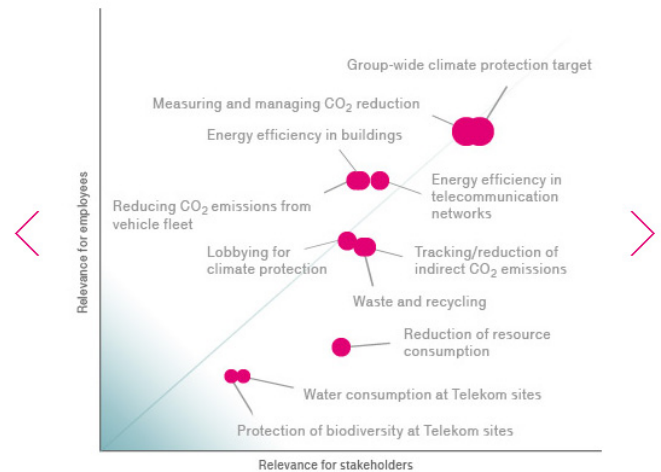 Group-wide climate protection target
Measuring and managing CO₂ reduction
Energy efficiency in buildings
Energy efficiency in
telecommunication
networks
Reducing CO₂ emissions from
vehicle fleet
Lobbying for
climate protection
Tracking/reduction of
indirect CO₂ emissions
Waste and recycling
Reduction of resource
consumption
Water consumption at Telekom sites
Protection of biodiversity at Telekom sites
Relevance for employees
Relevance for stakeholders